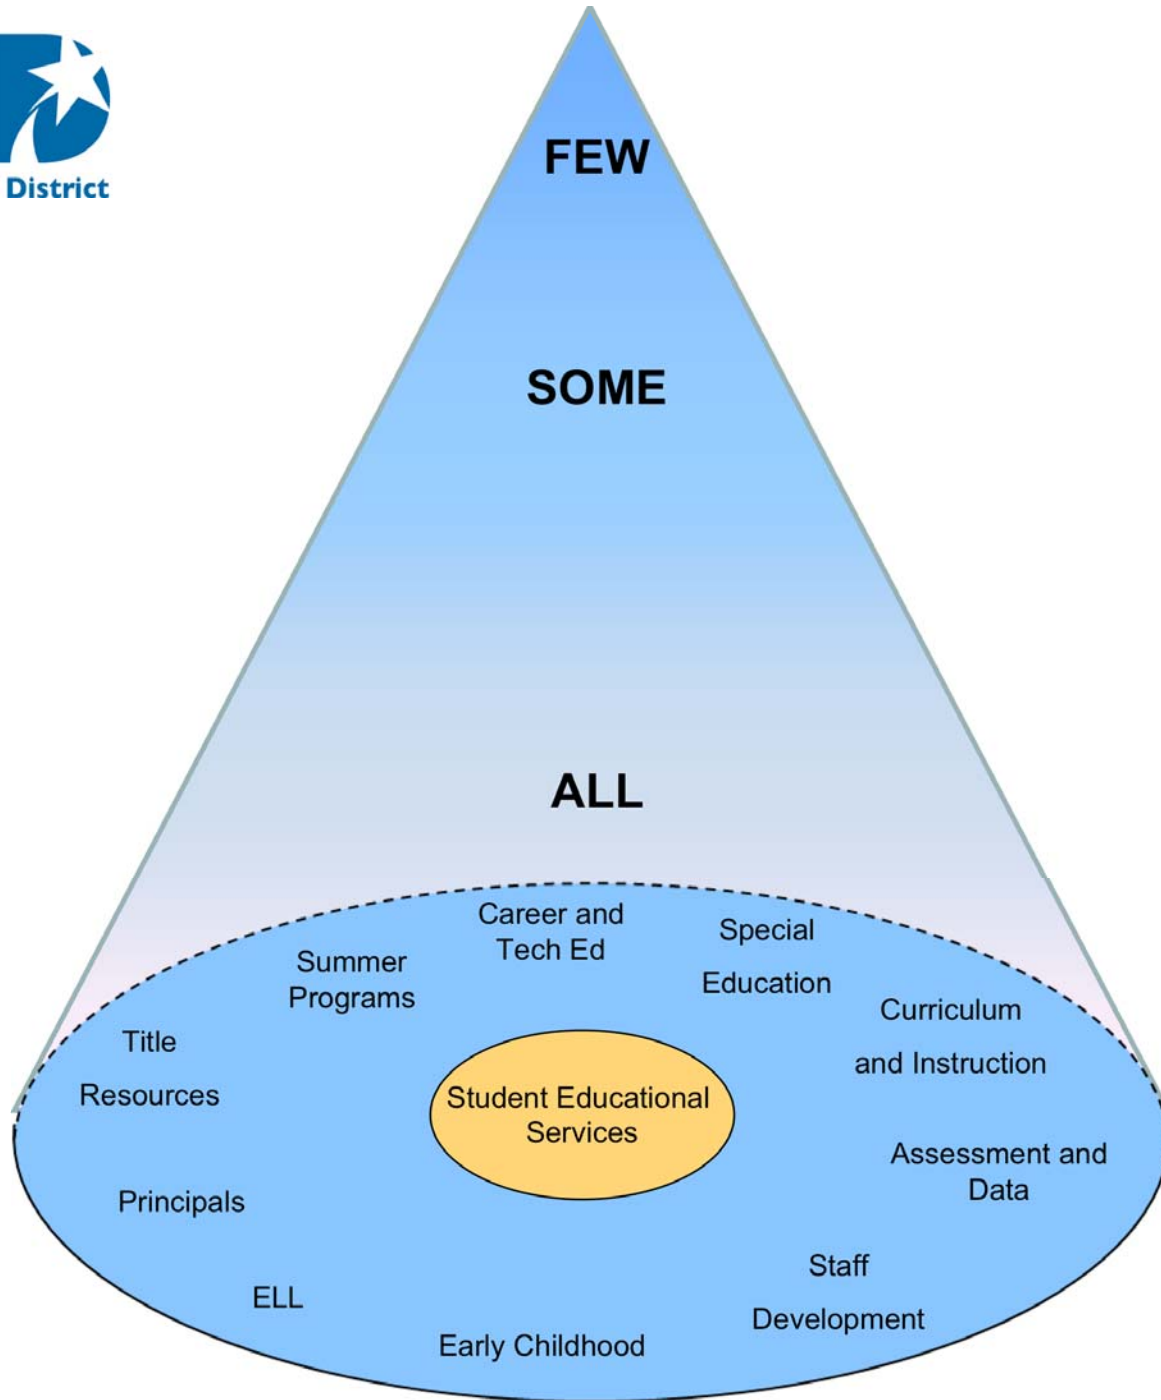 District
FEW
SOME
ALL
Career and
Tech Ed
Special
Education
Summer
Programs
Curriculum
and Instruction
Title
Resources
Student Educational
Services
Assessment and
Data
Principals
Staff
Development
ELL
Early Childhood